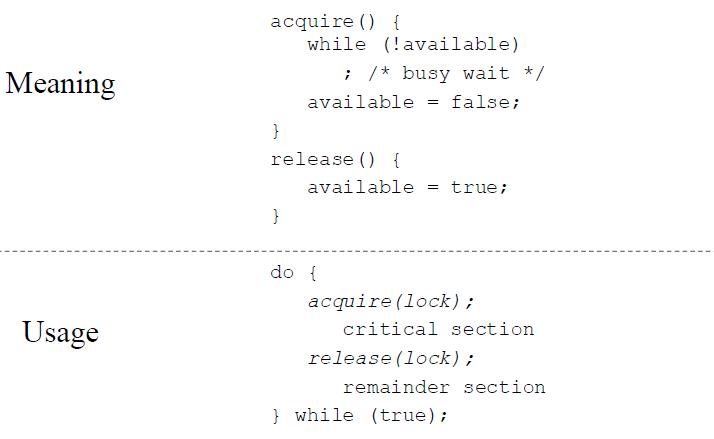 Meaning
acquire() {
while (!available)
; /* busy wait */
available = false;
}
release() {
available = true;
}
Usage
do {
acquire(lock);
critical section
release(lock);
remainder section
} while (true);